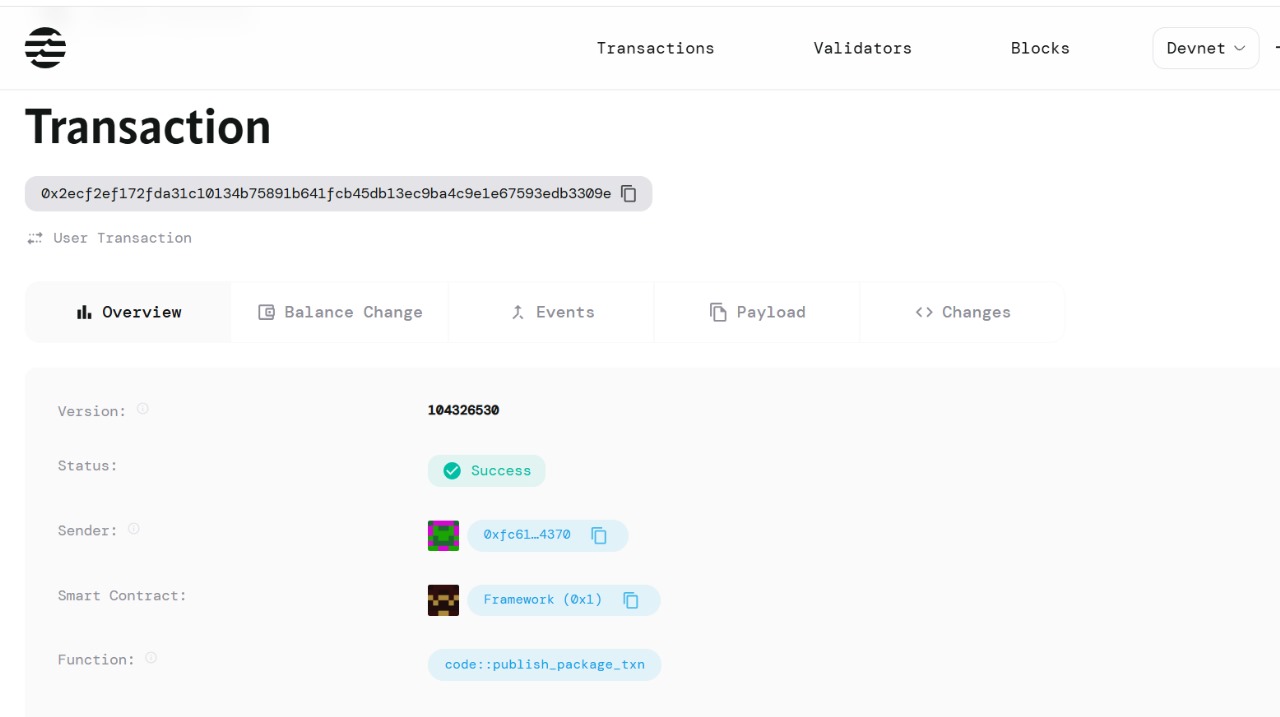 Transactions Validators Blocks Devnet
Transaction
0x2ecf2ef172fda31c10134b75891b641fcb45db13ec9ba4c9e1e67593edb3309e
User Transaction
Overview Balance Change Events Payload Changes
Version: 104326530
Status: Success
Sender: 0xfc61…4370
Smart Contract: Framework (0x1)
Function: code::publish_package_txn